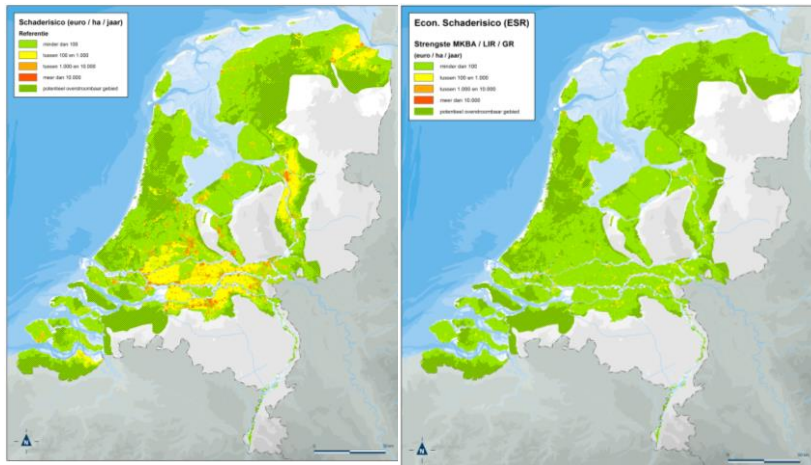 Schaderisico (euro / ha / jaar)
Referentie
minder dan 100
tussen 100 en 1.000
tussen 1.000 en 10.000
meer dan 10.000
potentieel overstroombaar gebied
N
0
Econ. Schaderisico (ESR)
Strengste MKBA / LIR / GR
(euro / ha / jaar)
minder dan 100
tussen 100 en 1.000
tussen 1.000 en 10.000
meer dan 10.000
potentieel overstroombaar gebied
N
0